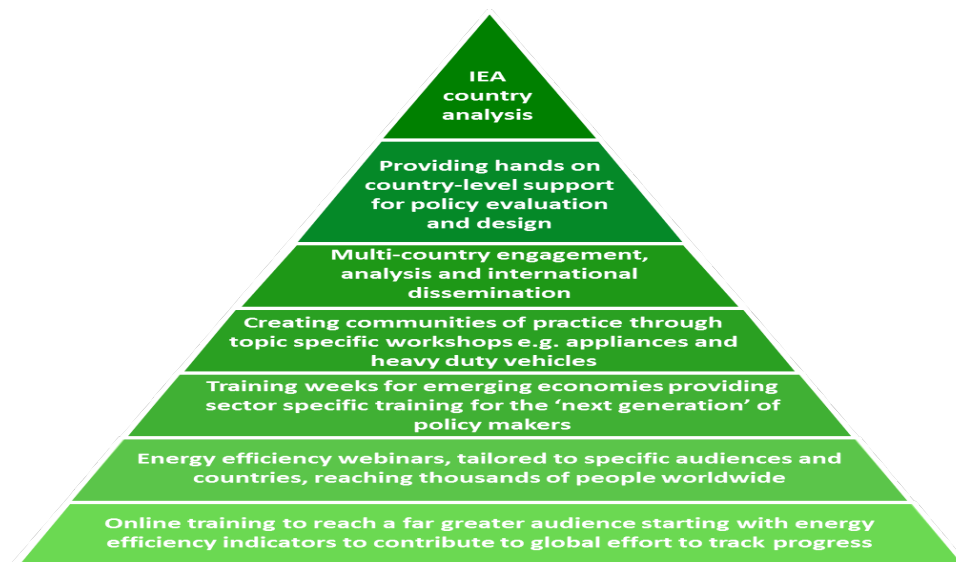 IEA
country
analysis
Providing hands on
country-level support
for policy evaluation
and design
Multi-country engagement,
analysis and international
dissemination
Creating communities of practice through
topic specific workshops e.g. appliances and
heavy duty vehicles
Training weeks for emerging economies providing
sector specific training for the ‘next generation’ of
policy makers
Energy efficiency webinars, tailored to specific audiences and
countries, reaching thousands of people worldwide
Online training to reach a far greater audience starting with energy
efficiency indicators to contribute to global effort to track progress